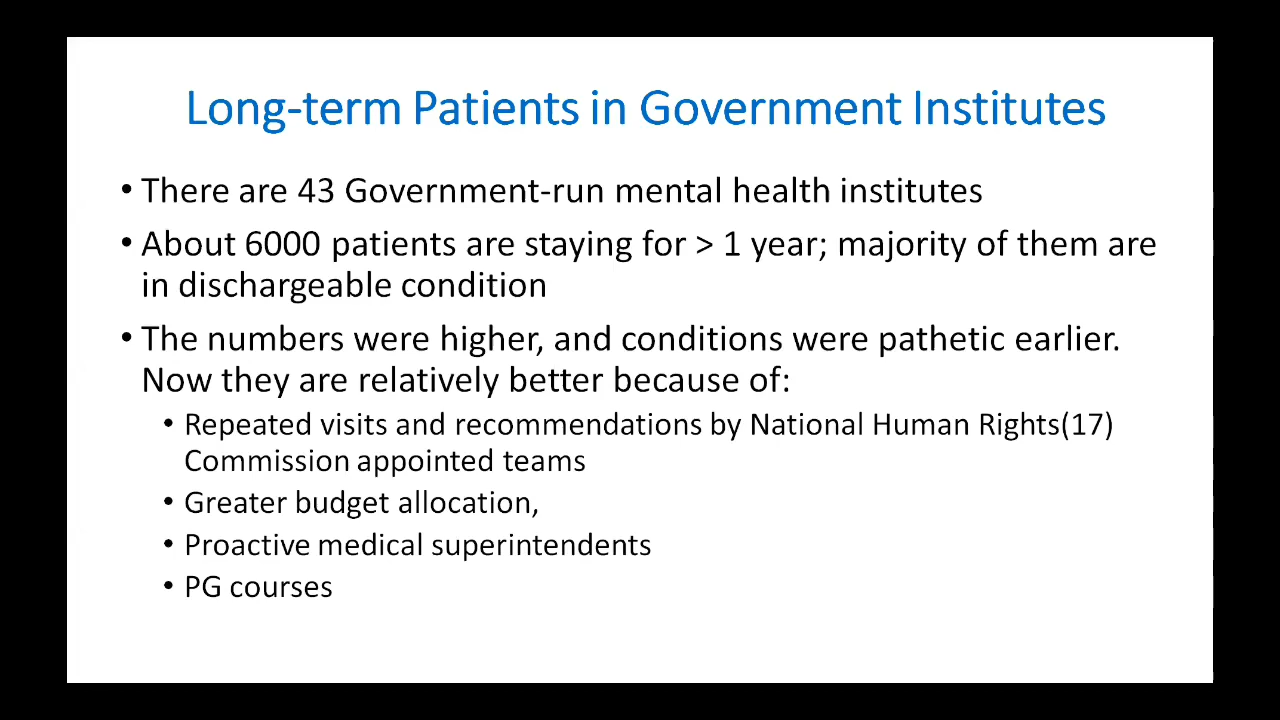 Long-term Patients in Government Institutes
• There are 43 Government-run mental health institutes
• About 6000 patients are staying for > 1 year; majority of them are
in dischargeable condition
• The numbers were higher, and conditions were pathetic earlier.
Now they are relatively better because of:
• Repeated visits and recommendations by National Human Rights(17)
Commission appointed teams
• Greater budget allocation,
• Proactive medical superintendents
• PG courses